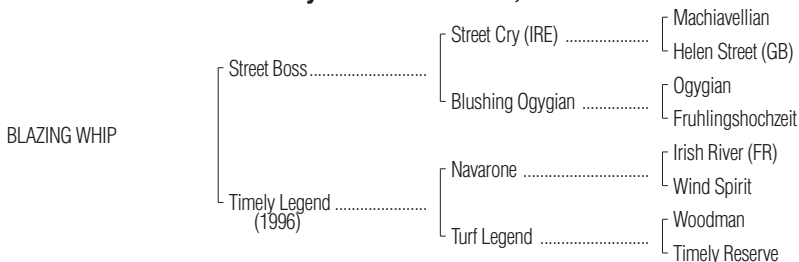 Machiavellian
Street Cry (IRE) ..................
Helen Street (GB)
Street Boss............................
Ogygian
Blushing Ogygian ................
Fruhlingshochzeit
BLAZING WHIP
Irish River (FR)
Navarone ..............................
Wind Spirit
Timely Legend ......................
(1996)
Woodman
Turf Legend ..........................
Timely Reserve